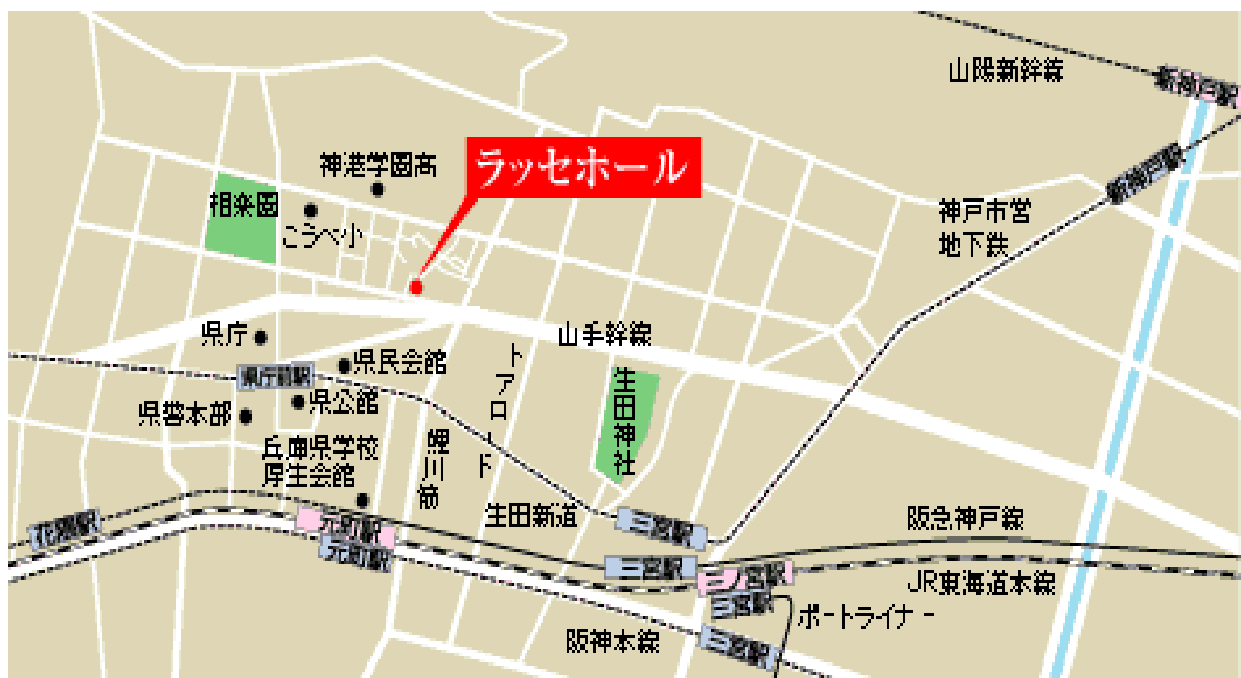 山陽新幹線
新神戸駅
神港学園高
ラッセホール
新神戸駅
相楽園
こうべ小
神戸市営
地下鉄
県庁
山手幹線
県民会館
トアロード
県庁前駅
生田神社
県公館
県警本部
鯉川筋
兵庫県学校
厚生会館
生田新道
三宮駅
阪急神戸線
花隈駅
元町駅
元町駅
三宮駅
三ノ宮駅
JR東海道本線
三宮駅
ポートライナー
阪神本線
三宮駅